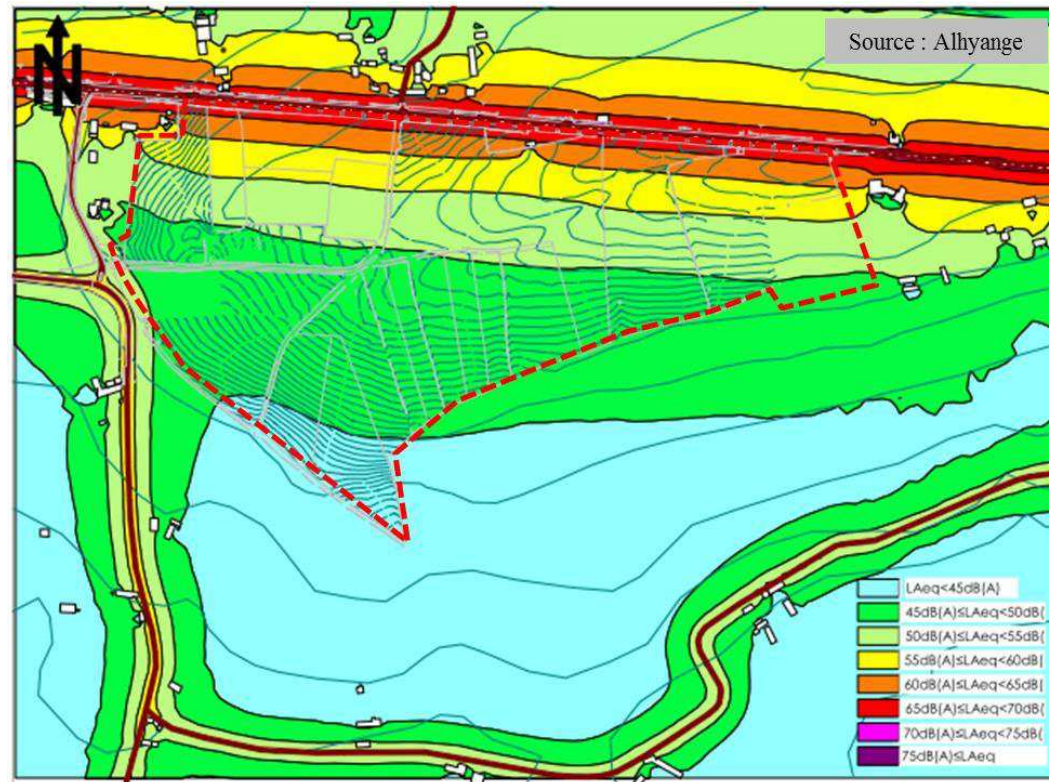 N
Source : Alhyange
LAeq<45dB(A)
45dB(A)≤LAeq<50dB(
50dB(A)≤LAeq<55dB(
55dB(A)≤LAeq<60dB(
60dB(A)≤LAeq<65dB(
65dB(A)≤LAeq<70dB(
70dB(A)≤LAeq<75dB(
75dB(A)≤LAeq